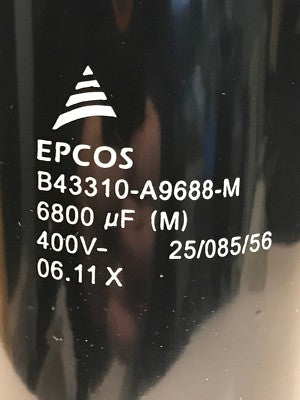 EPCOS
B43310-A9688-M
6800 µF (M)
400V- 25/085/56
06.11 X